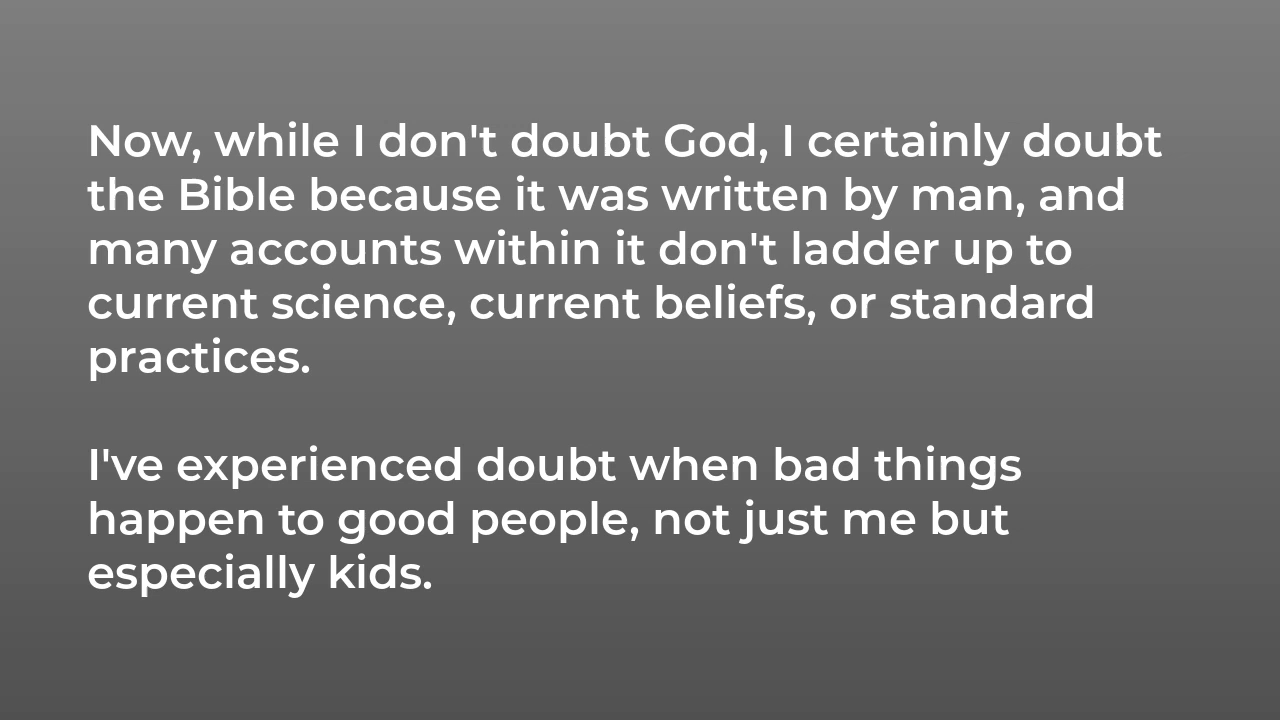 Now, while I don't doubt God, I certainly doubt
the Bible because it was written by man, and
many accounts within it don't ladder up to
current science, current beliefs, or standard
practices.
I've experienced doubt when bad things
happen to good people, not just me but
especially kids.